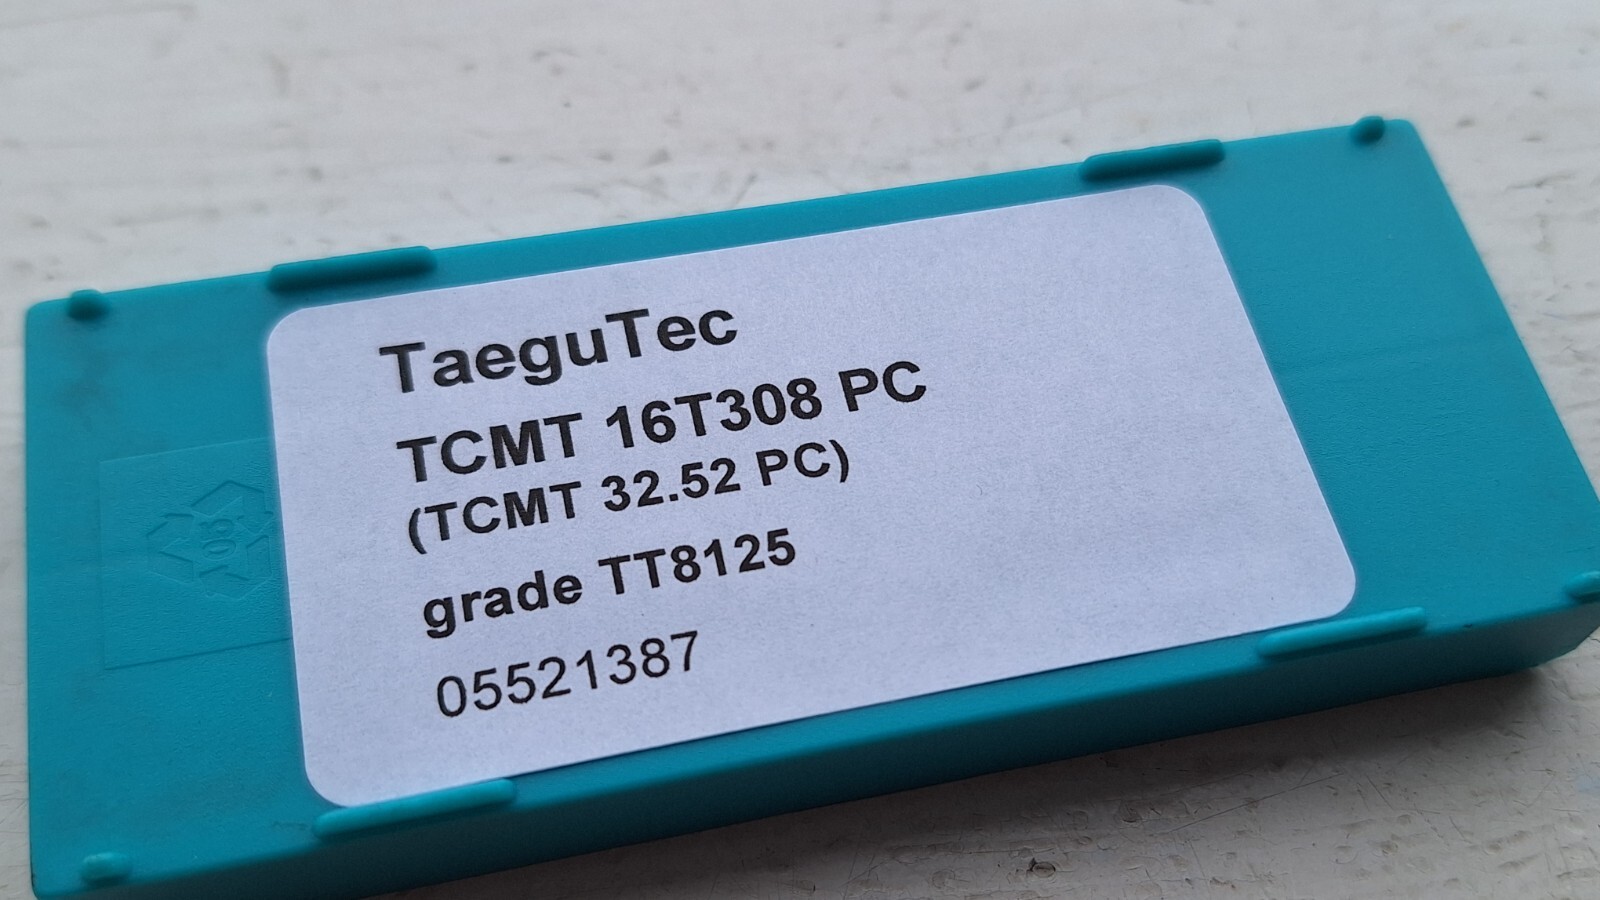 TaeguTec
TCMT 16T308 PC
(TCMT 32.52 PC)
grade TT8125
05521387